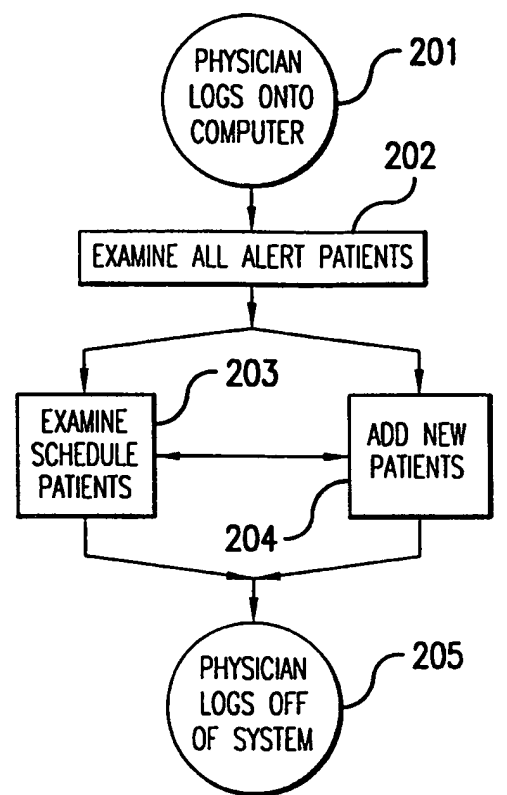 PHYSICIAN
LOGS ONTO
COMPUTER
201
202
EXAMINE ALL ALERT PATIENTS
203
EXAMINE
SCHEDULE
PATIENTS
ADD NEW
PATIENTS
204
PHYSICIAN
LOGS OFF
OF SYSTEM
205